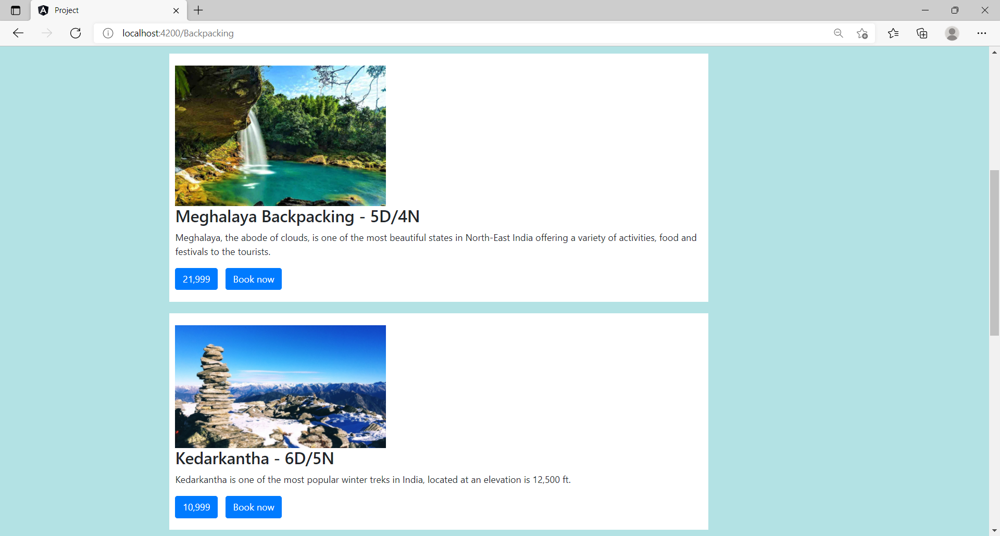 Project
localhost:4200/Backpacking
Meghalaya Backpacking - 5D/4N
Meghalaya, the abode of clouds, is one of the most beautiful states in North-East India offering a variety of activities, food and
festivals to the tourists.
21,999 Book now
Kedarkantha - 6D/5N
Kedarkantha is one of the most popular winter treks in India, located at an elevation is 12,500 ft.
10,999 Book now